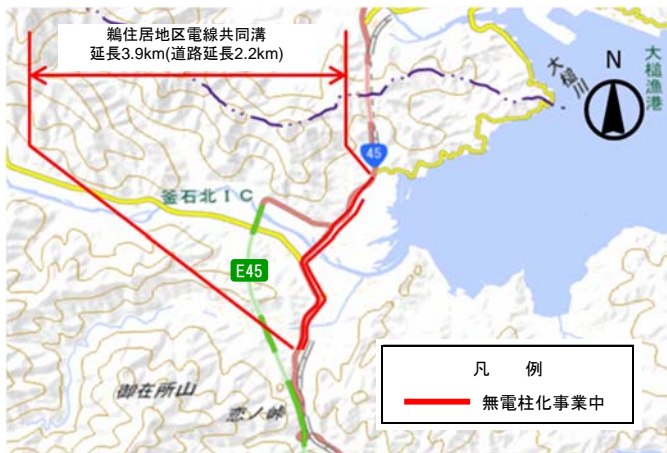 鵜住居地区電線共同溝
延長3.9km(道路延長2.2km)
大槌川
N
大槌漁港
45
釜石北IC
E45
御在所山
恋ノ峠
凡 例
無電柱化事業中